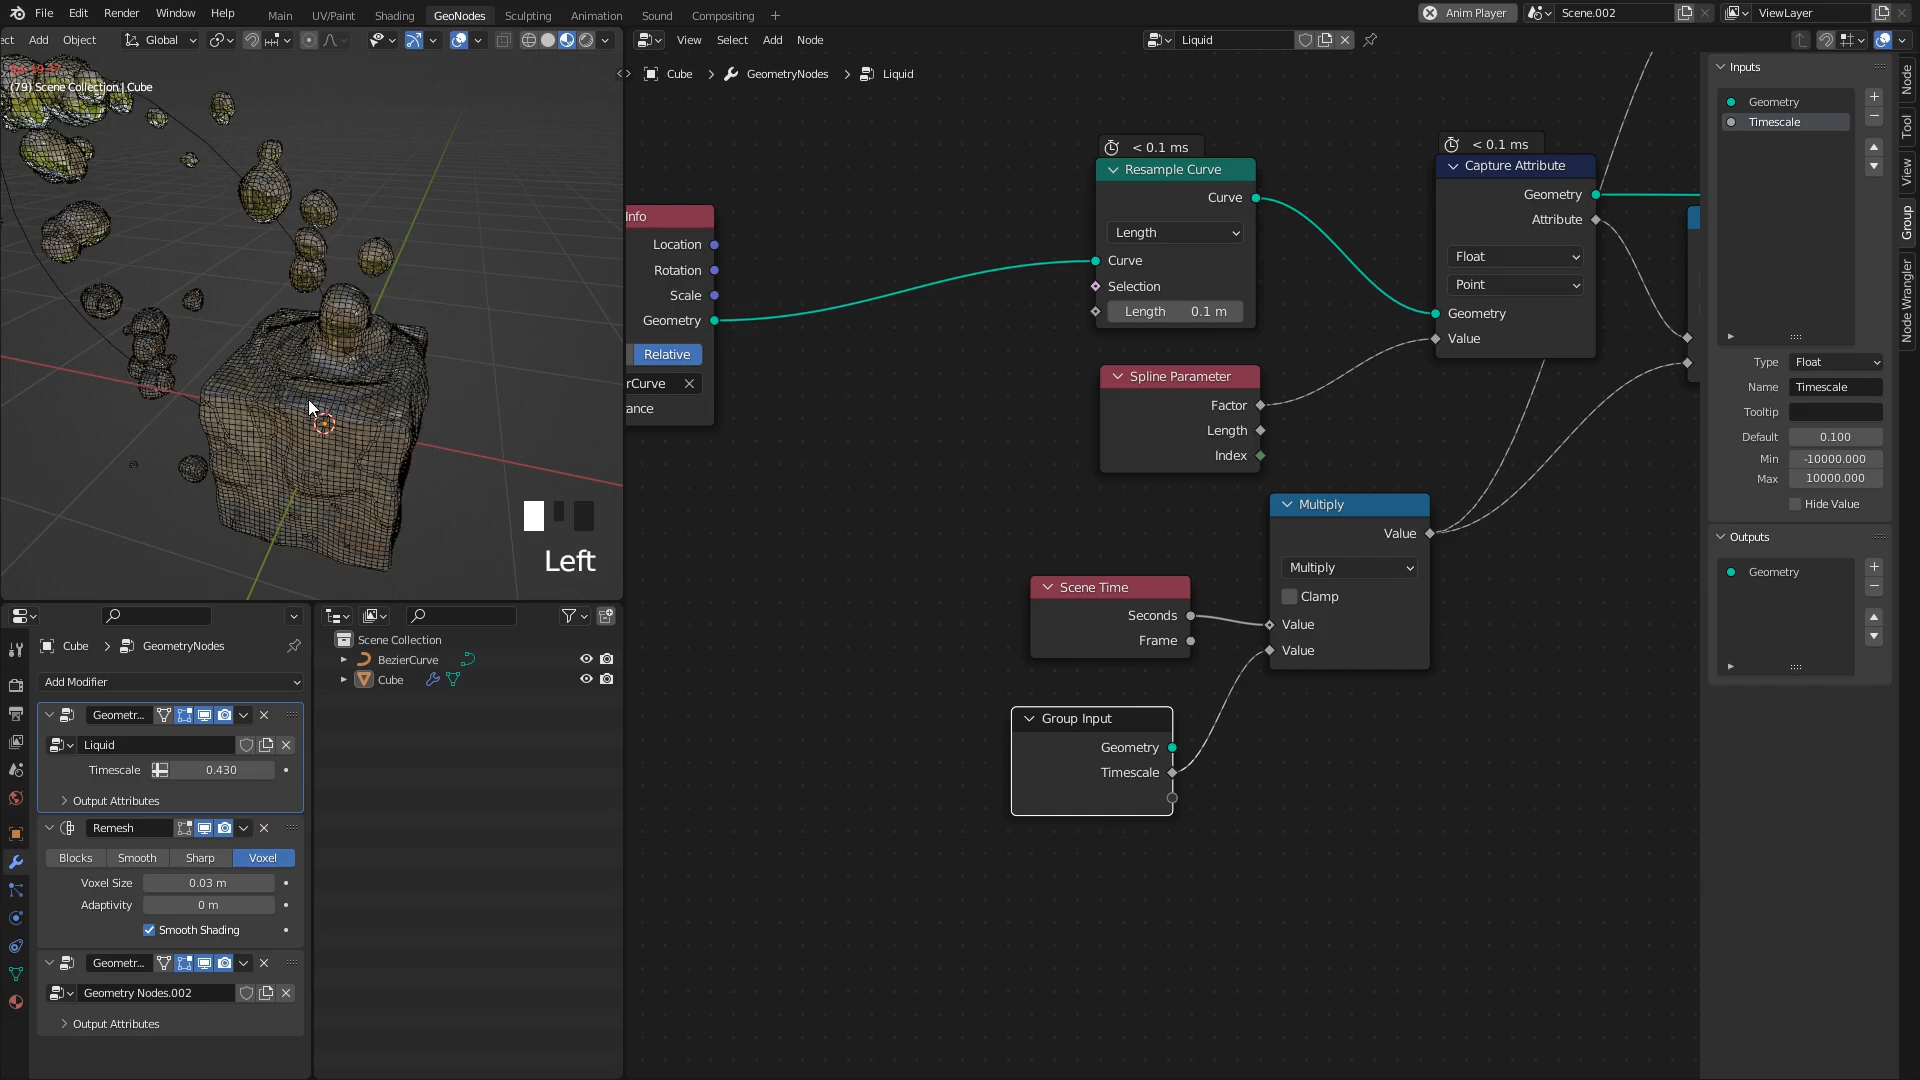 File Edit Render Window Help Main UV/Paint Shading GeoNodes Sculpting Animation Sound Compositing + Anim Player Scene.002 ViewLayer
ect Add Object Global View Select Add Node Liquid
Cube > GeometryNodes > Liquid
(79) Scene Collection | Cube
Left
Cube > GeometryNodes
Add Modifier
Geometr...
Liquid
Timescale 0.430
Output Attributes
Remesh
Blocks Smooth Sharp Voxel
Voxel Size 0.03 m
Adaptivity 0 m
Smooth Shading
Geometr...
Geometry Nodes.002
Output Attributes
Scene Collection
BezierCurve
Cube
Info
Location
Rotation
Scale
Geometry
Relative
rCurve
ance
< 0.1 ms
Resample Curve
Curve
Length
Curve
Selection
Length 0.1 m
Spline Parameter
Factor
Length
Index
< 0.1 ms
Capture Attribute
Geometry
Attribute
Float
Point
Geometry
Value
Multiply
Value
Multiply
Clamp
Value
Value
Scene Time
Seconds
Frame
Group Input
Geometry
Timescale
Inputs
Geometry
Timescale
Type Float
Name Timescale
Tooltip
Default 0.100
Min -10000.000
Max 10000.000
Hide Value
Outputs
Geometry
Node
Tool
View
Group
Node Wrangler